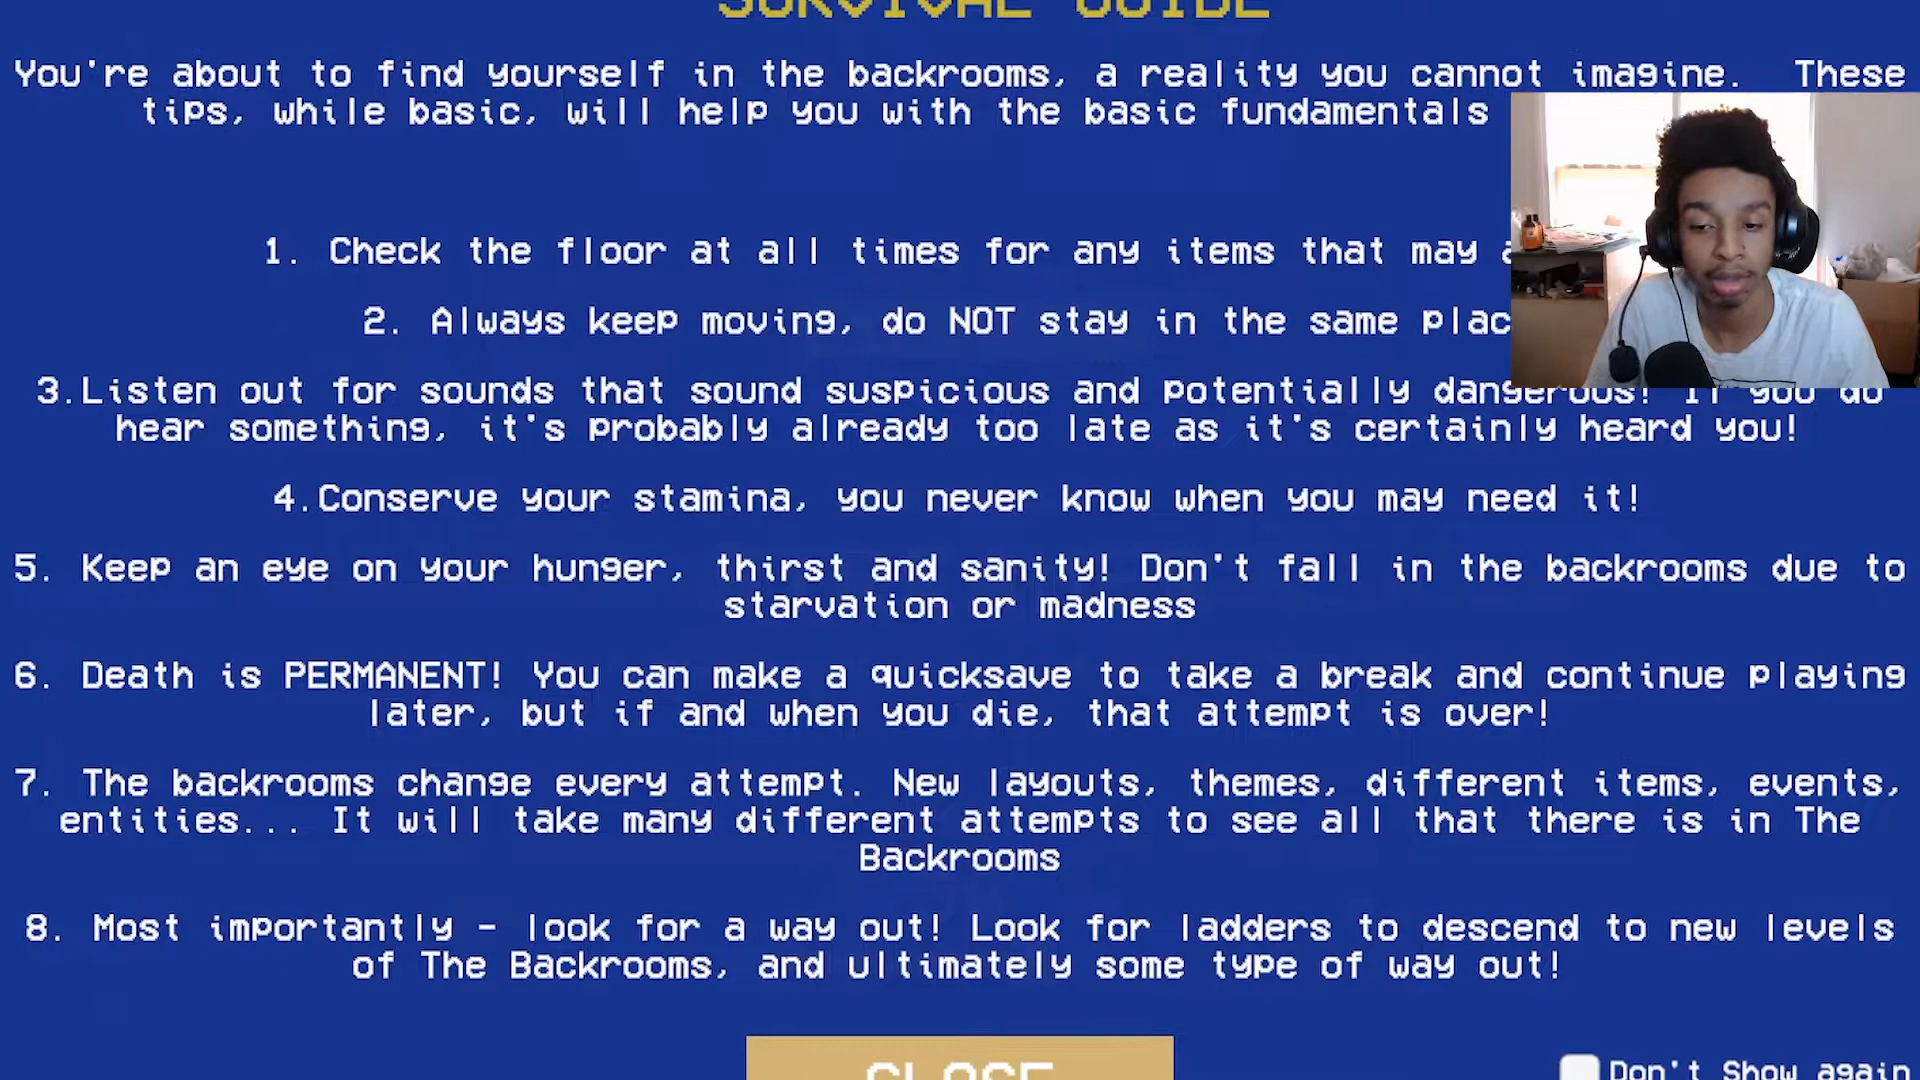 SURVIVAL GUIDE
You're about to find yourself in the backrooms, a reality you cannot imagine. These
tips, while basic, will help you with the basic fundamentals
1. Check the floor at all times for any items that may
2. Always keep moving, do NOT stay in the same
3.Listen out for sounds that sound suspicious and potentially dangerous! If you do
hear something, it's probably already too late as it's certainly heard you!
4.Conserve your stamina, you never know when you may need it!
5. Keep an eye on your hunger, thirst and sanity! Don't fall in the backrooms due to
starvation or madness
6. Death is PERMANENT! You can make a quicksave to take a break and continue playing
later, but if and when you die, that attempt is over!
7. The backrooms change every attempt. New layouts, themes, different items, events,
entities... It will take many different attempts to see all that there is in The
Backrooms
8. Most importantly - look for a way out! Look for ladders to descend to new levels
of The Backrooms, and ultimately some type of way out!
CLOSE
Don't Show again